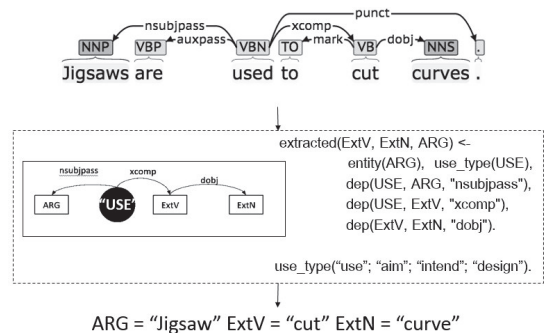 nsubjpass xcomp punct
auxpass mark dobj
NNP VBP VBN TO VB NNS .
Jigsaws are used to cut curves .
extracted(ExtV, ExtN, ARG) <-
entity(ARG), use_type(USE),
dep(USE, ARG, "nsubjpass"),
dep(USE, ExtV, "xcomp"),
dep(ExtV, ExtN, "dobj").
use_type(“use”; “aim”; “intend”; “design”).
nsubjpass xcomp dobj
ARG "USE" ExtV ExtN
ARG = “Jigsaw” ExtV = “cut” ExtN = “curve”